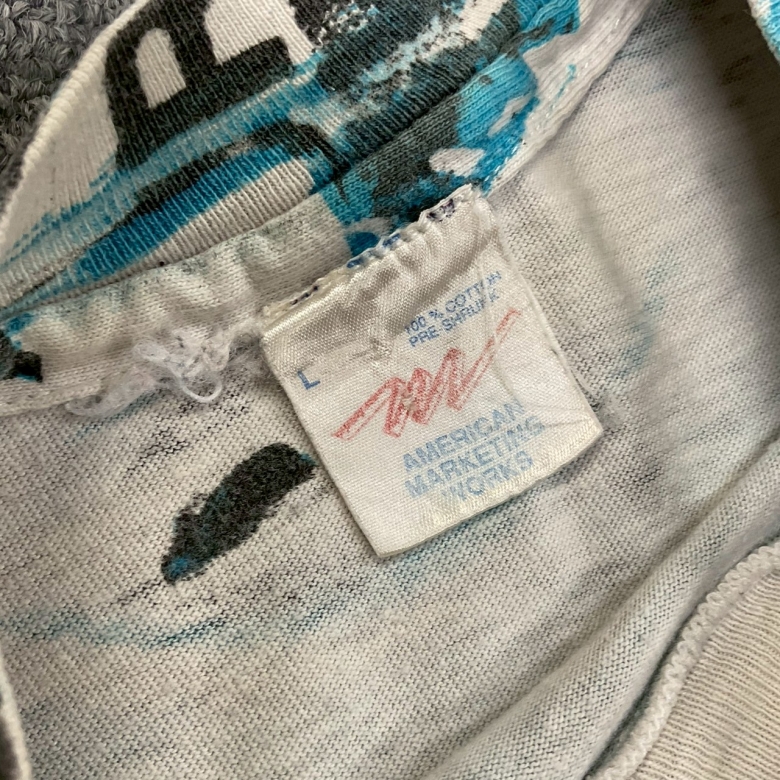 100 % COTTON
PRE SHRUNK
L
AMERICAN
MARKETING
WORKS